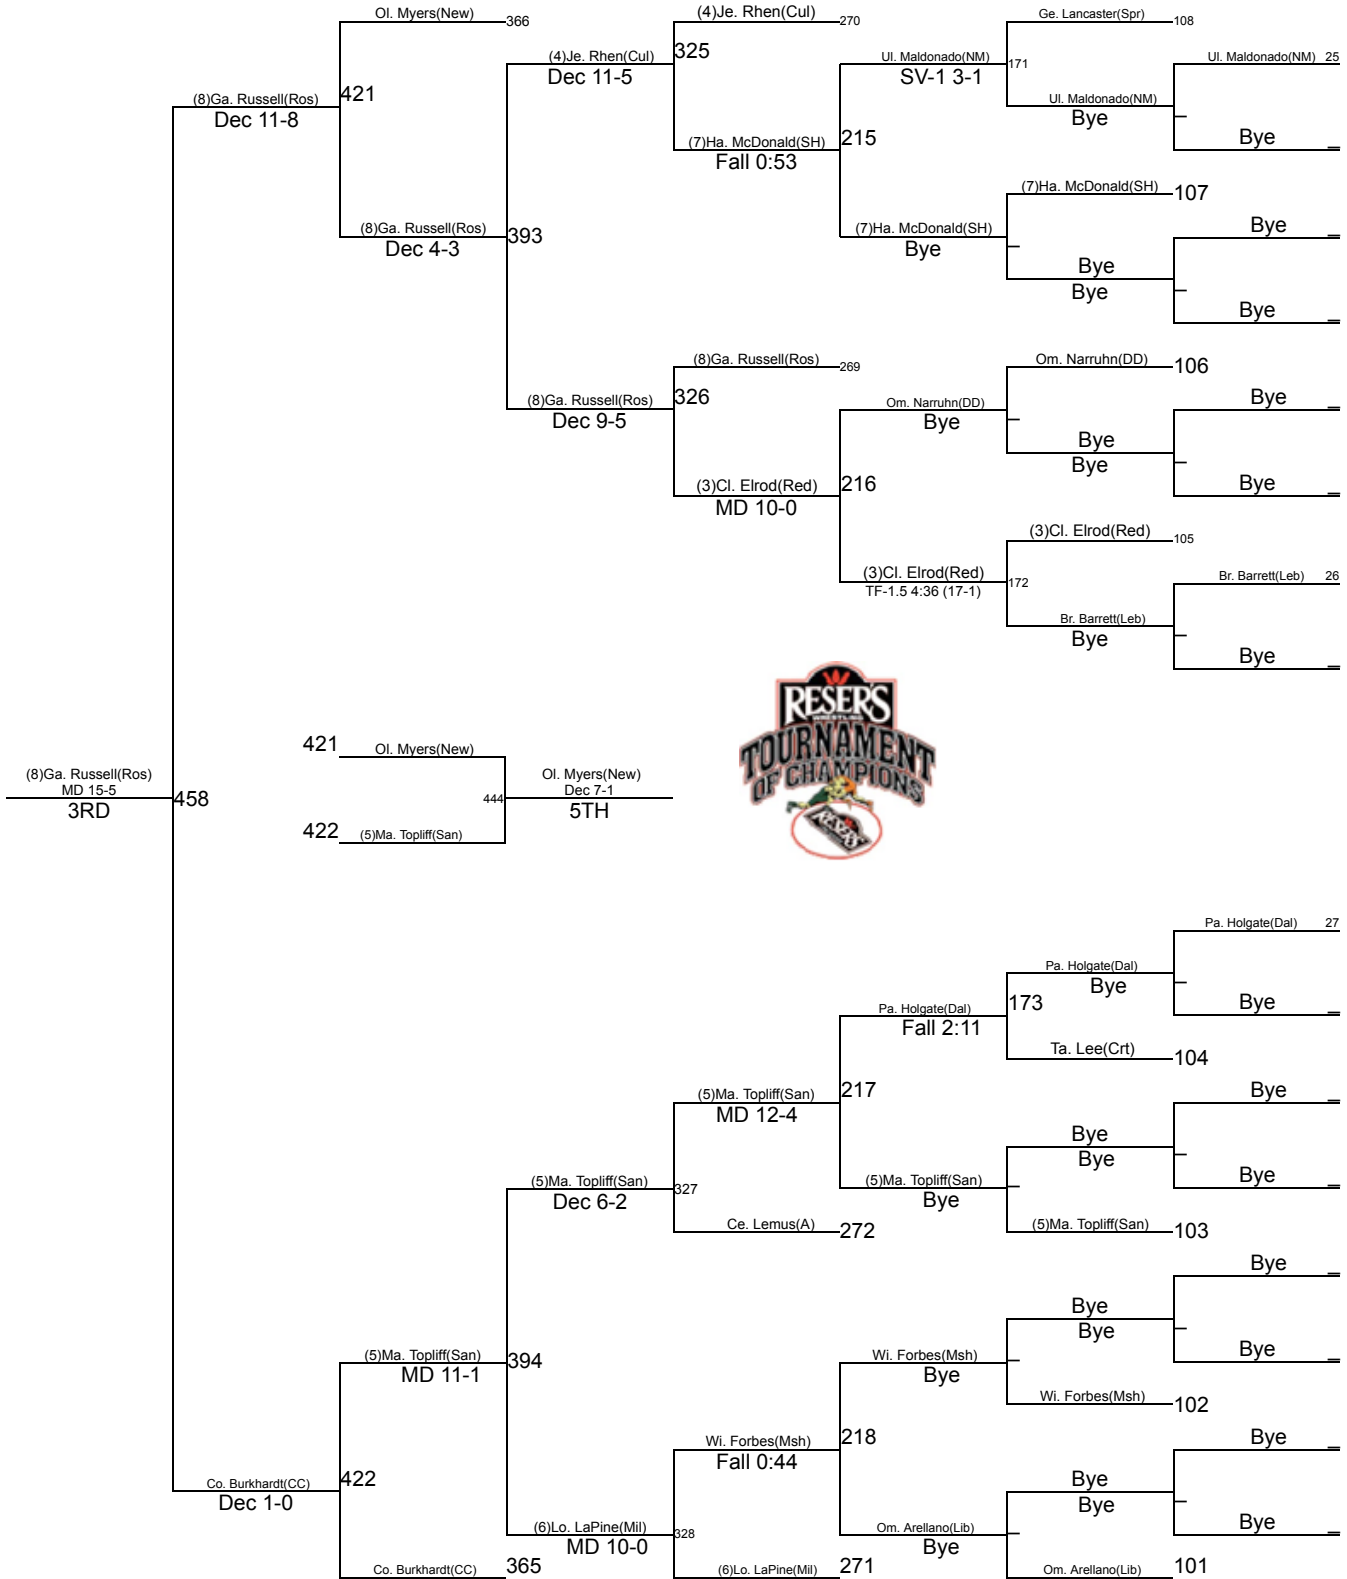 Ol. Myers(New) 366
(4)Je. Rhen(Cul) 270
Ge. Lancaster(Spr) 108
(4)Je. Rhen(Cul) 325
Dec 11-5
Ul. Maldonado(NM) 171
SV-1 3-1
Ul. Maldonado(NM) 25
(8)Ga. Russell(Ros) 421
Dec 11-8
Ul. Maldonado(NM)
Bye
_
(7)Ha. McDonald(SH) 215
Fall 0:53
Bye _
(7)Ha. McDonald(SH) 107
(8)Ga. Russell(Ros) 393
Dec 4-3
(7)Ha. McDonald(SH)
Bye
_
Bye _
Bye
Bye
_
Bye _
(8)Ga. Russell(Ros) 269
Om. Narruhn(DD) 106
(8)Ga. Russell(Ros) 326
Dec 9-5
Om. Narruhn(DD)
Bye
_
Bye _
Bye
Bye
_
(3)Cl. Elrod(Red) 216
MD 10-0
Bye _
(3)Cl. Elrod(Red) 105
(3)Cl. Elrod(Red) 172
TF-1.5 4:36 (17-1)
Br. Barrett(Leb) 26
Br. Barrett(Leb)
Bye
_
Bye _
RESER'S
WRESTLING
TOURNAMENT
OF CHAMPIONS
RESER'S
421 Ol. Myers(New)
(8)Ga. Russell(Ros)
MD 15-5
3RD
458
444
Ol. Myers(New)
Dec 7-1
5TH
422 (5)Ma. Topliff(San)
Pa. Holgate(Dal) 27
Pa. Holgate(Dal)
Bye
_
Pa. Holgate(Dal) 173
Fall 2:11
Bye _
Ta. Lee(Crt) 104
(5)Ma. Topliff(San) 217
MD 12-4
Bye _
Bye
Bye
_
(5)Ma. Topliff(San) 327
Dec 6-2
(5)Ma. Topliff(San)
Bye
_
Bye _
Ce. Lemus(A) 272
(5)Ma. Topliff(San) 103
Bye _
Bye
Bye
_
(5)Ma. Topliff(San) 394
MD 11-1
Wi. Forbes(Msh)
Bye
_
Bye _
Wi. Forbes(Msh) 102
Wi. Forbes(Msh) 218
Fall 0:44
Bye _
Co. Burkhardt(CC) 422
Dec 1-0
Bye
Bye
_
(6)Lo. LaPine(Mil) 328
MD 10-0
Om. Arellano(Lib)
Bye
_
Bye _
Co. Burkhardt(CC) 365
(6)Lo. LaPine(Mil) 271
Om. Arellano(Lib) 101